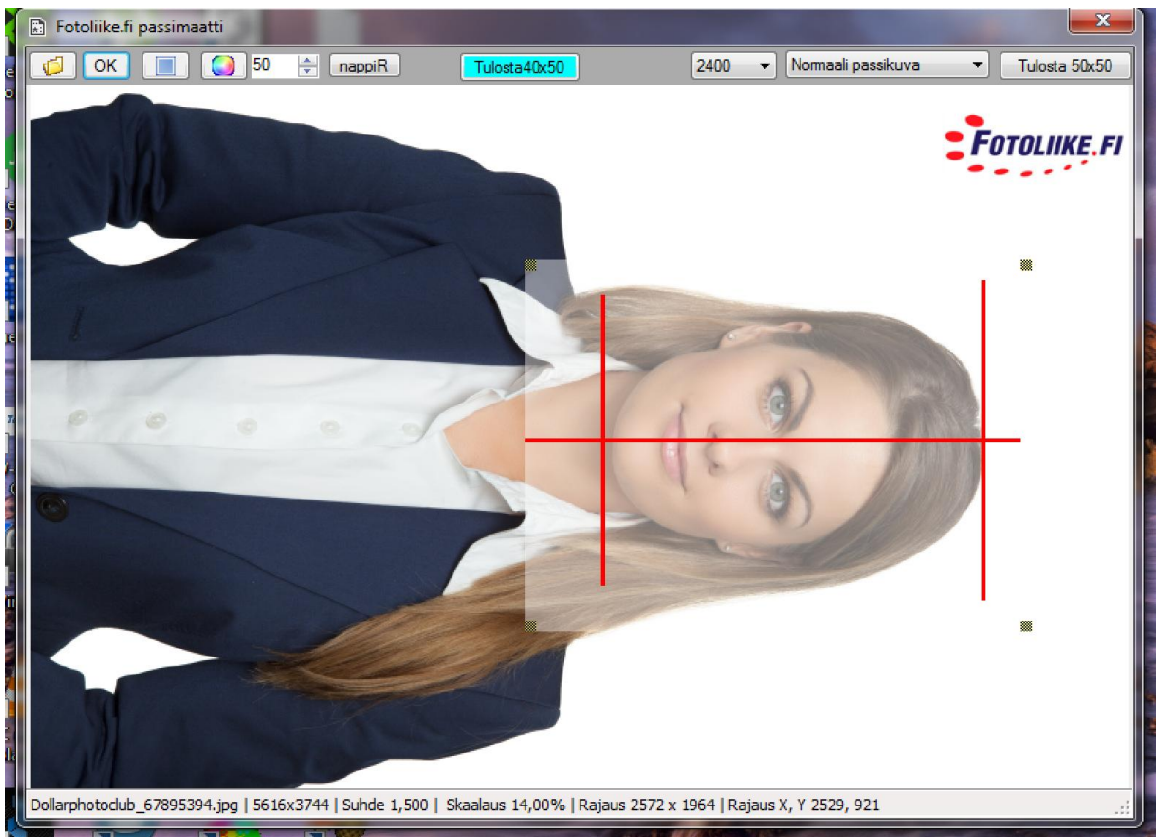 Fotoliike.fi passimaatti
OK 50 nappiR Tulosta40x50 2400 Normaali passikuva Tulosta 50x50
FOTOLIIKE.FI
Dollarphotoclub_67895394.jpg | 5616x3744 | Suhde 1,500 | Skaalaus 14,00% | Rajaus 2572 x 1964 | Rajaus X, Y 2529, 921